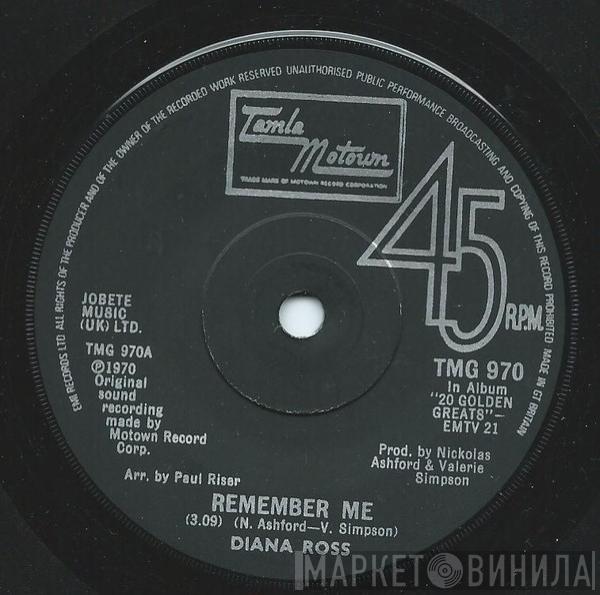 EMI RECORDS LTD ALL RIGHTS OF THE PRODUCER AND OF THE OWNER OF THE RECORDED WORK RESERVED UNAUTHORISED PUBLIC PERFORMANCE BROADCASTING AND COPYING OF THIS RECORD PROHIBITED MADE IN GT BRITAIN
Tamla
Motown
TRADE MARK OF MOTOWN RECORD CORPORATION
45
R.P.M.
JOBETE
MUSIC
(UK) LTD.
TMG 970A
℗1970
Original
sound
recording
made by
Motown Record
Corp.
TMG 970
In Album
"20 GOLDEN
GREATS"—
EMTV 21
Prod. by Nickolas
Ashford & Valerie
Simpson
Arr. by Paul Riser
REMEMBER ME
(3.09) (N. Ashford—V. Simpson)
DIANA ROSS
МАРКЕТ ВИНИЛА